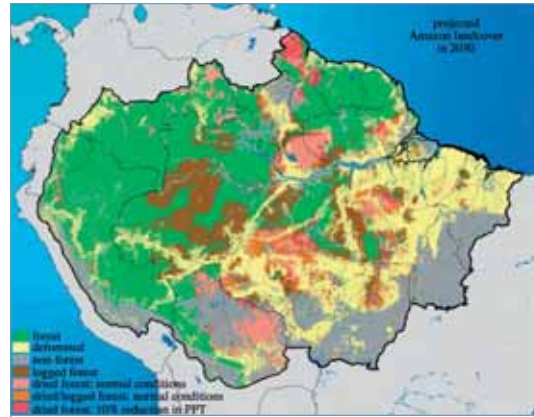 projected
Amazon landcover
in 2030
forest
deforested
non-forest
logged forest
dried forest: normal conditions
dried/logged forest: normal conditions
dried forest: 10% reduction in PPT